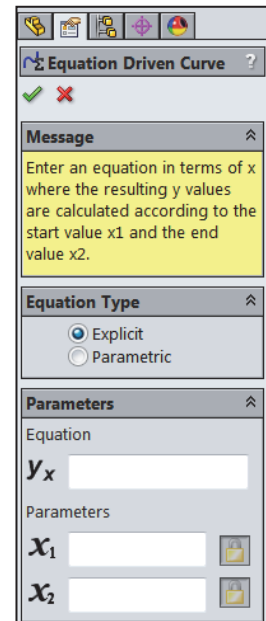 Equation Driven Curve ?
Message
Enter an equation in terms of x
where the resulting y values
are calculated according to the
start value x1 and the end
value x2.
Equation Type
Explicit
Parametric
Parameters
Equation
yx
Parameters
x1
x2